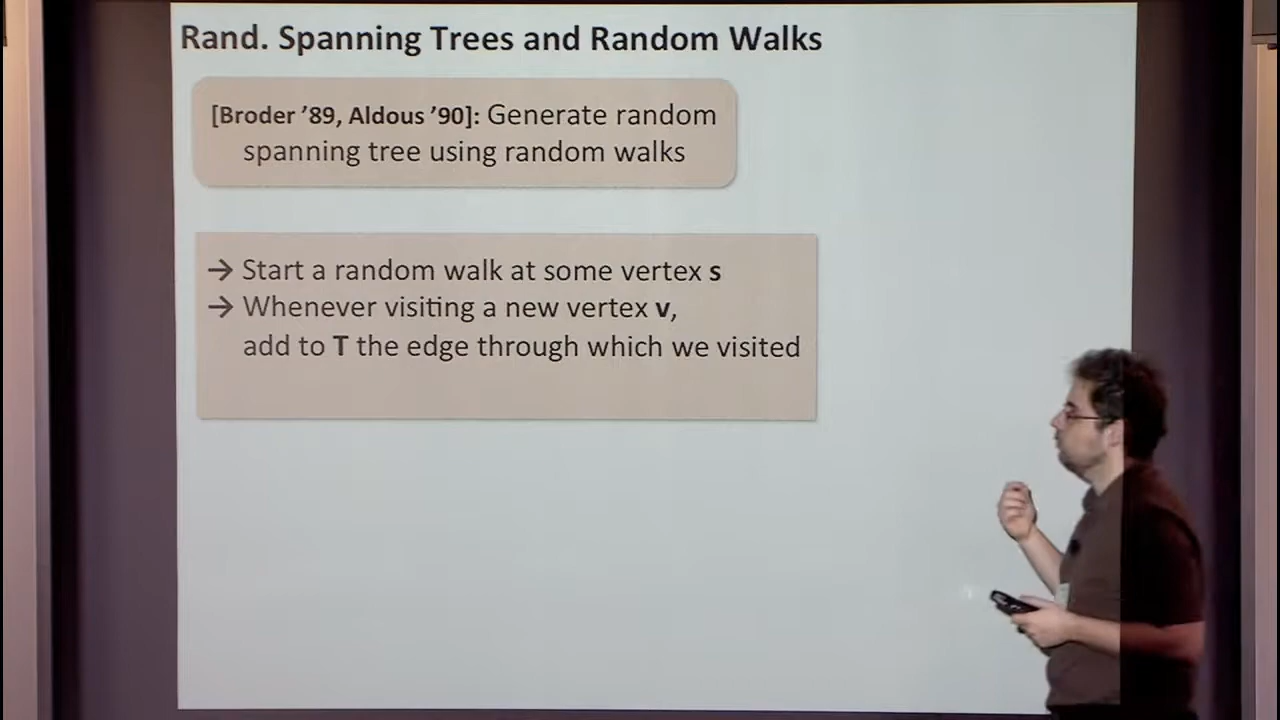 Rand. Spanning Trees and Random Walks
[Broder ’89, Aldous ’90]: Generate random
spanning tree using random walks
→ Start a random walk at some vertex s
→ Whenever visiting a new vertex v,
add to T the edge through which we visited